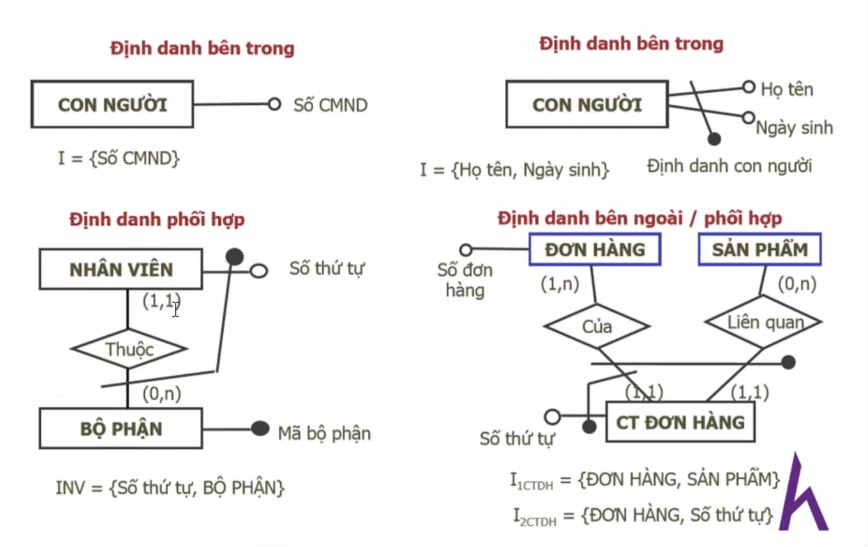 Định danh bên trong
CON NGƯỜI
Số CMND
I = {Số CMND}
Định danh bên trong
CON NGƯỜI
Họ tên
Ngày sinh
Định danh con người
I = {Họ tên, Ngày sinh}
Định danh phối hợp
NHÂN VIÊN
Số thứ tự
(1,1)
Thuộc
(0,n)
BỘ PHẬN
Mã bộ phận
INV = {Số thứ tự, BỘ PHẬN}
Định danh bên ngoài / phối hợp
ĐƠN HÀNG
SẢN PHẨM
Số đơn
hàng
(1,n)
(0,n)
Của
Liên quan
(1,1)
(1,1)
Số thứ tự
CT ĐƠN HÀNG
I1CTDH = {ĐƠN HÀNG, SẢN PHẨM}
I2CTDH = {ĐƠN HÀNG, Số thứ tự}